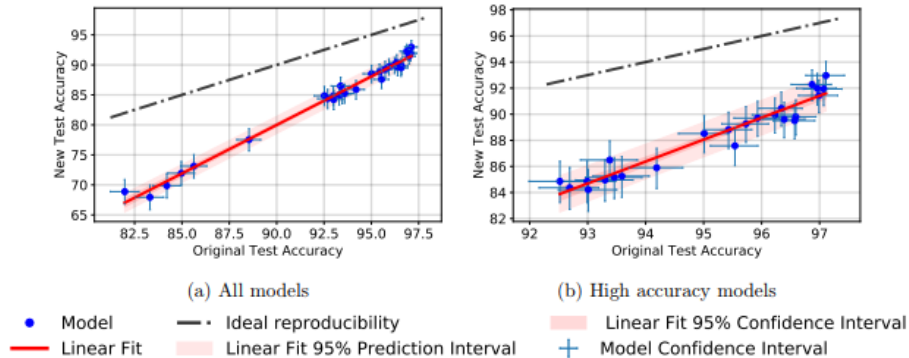 New Test Accuracy
95
90
85
80
75
70
65
82.5 85.0 87.5 90.0 92.5 95.0 97.5
Original Test Accuracy
(a) All models
New Test Accuracy
98
96
94
92
90
88
86
84
82
92 93 94 95 96 97
Original Test Accuracy
(b) High accuracy models
Model
Ideal reproducibility
Linear Fit 95% Confidence Interval
Linear Fit
Linear Fit 95% Prediction Interval
Model Confidence Interval